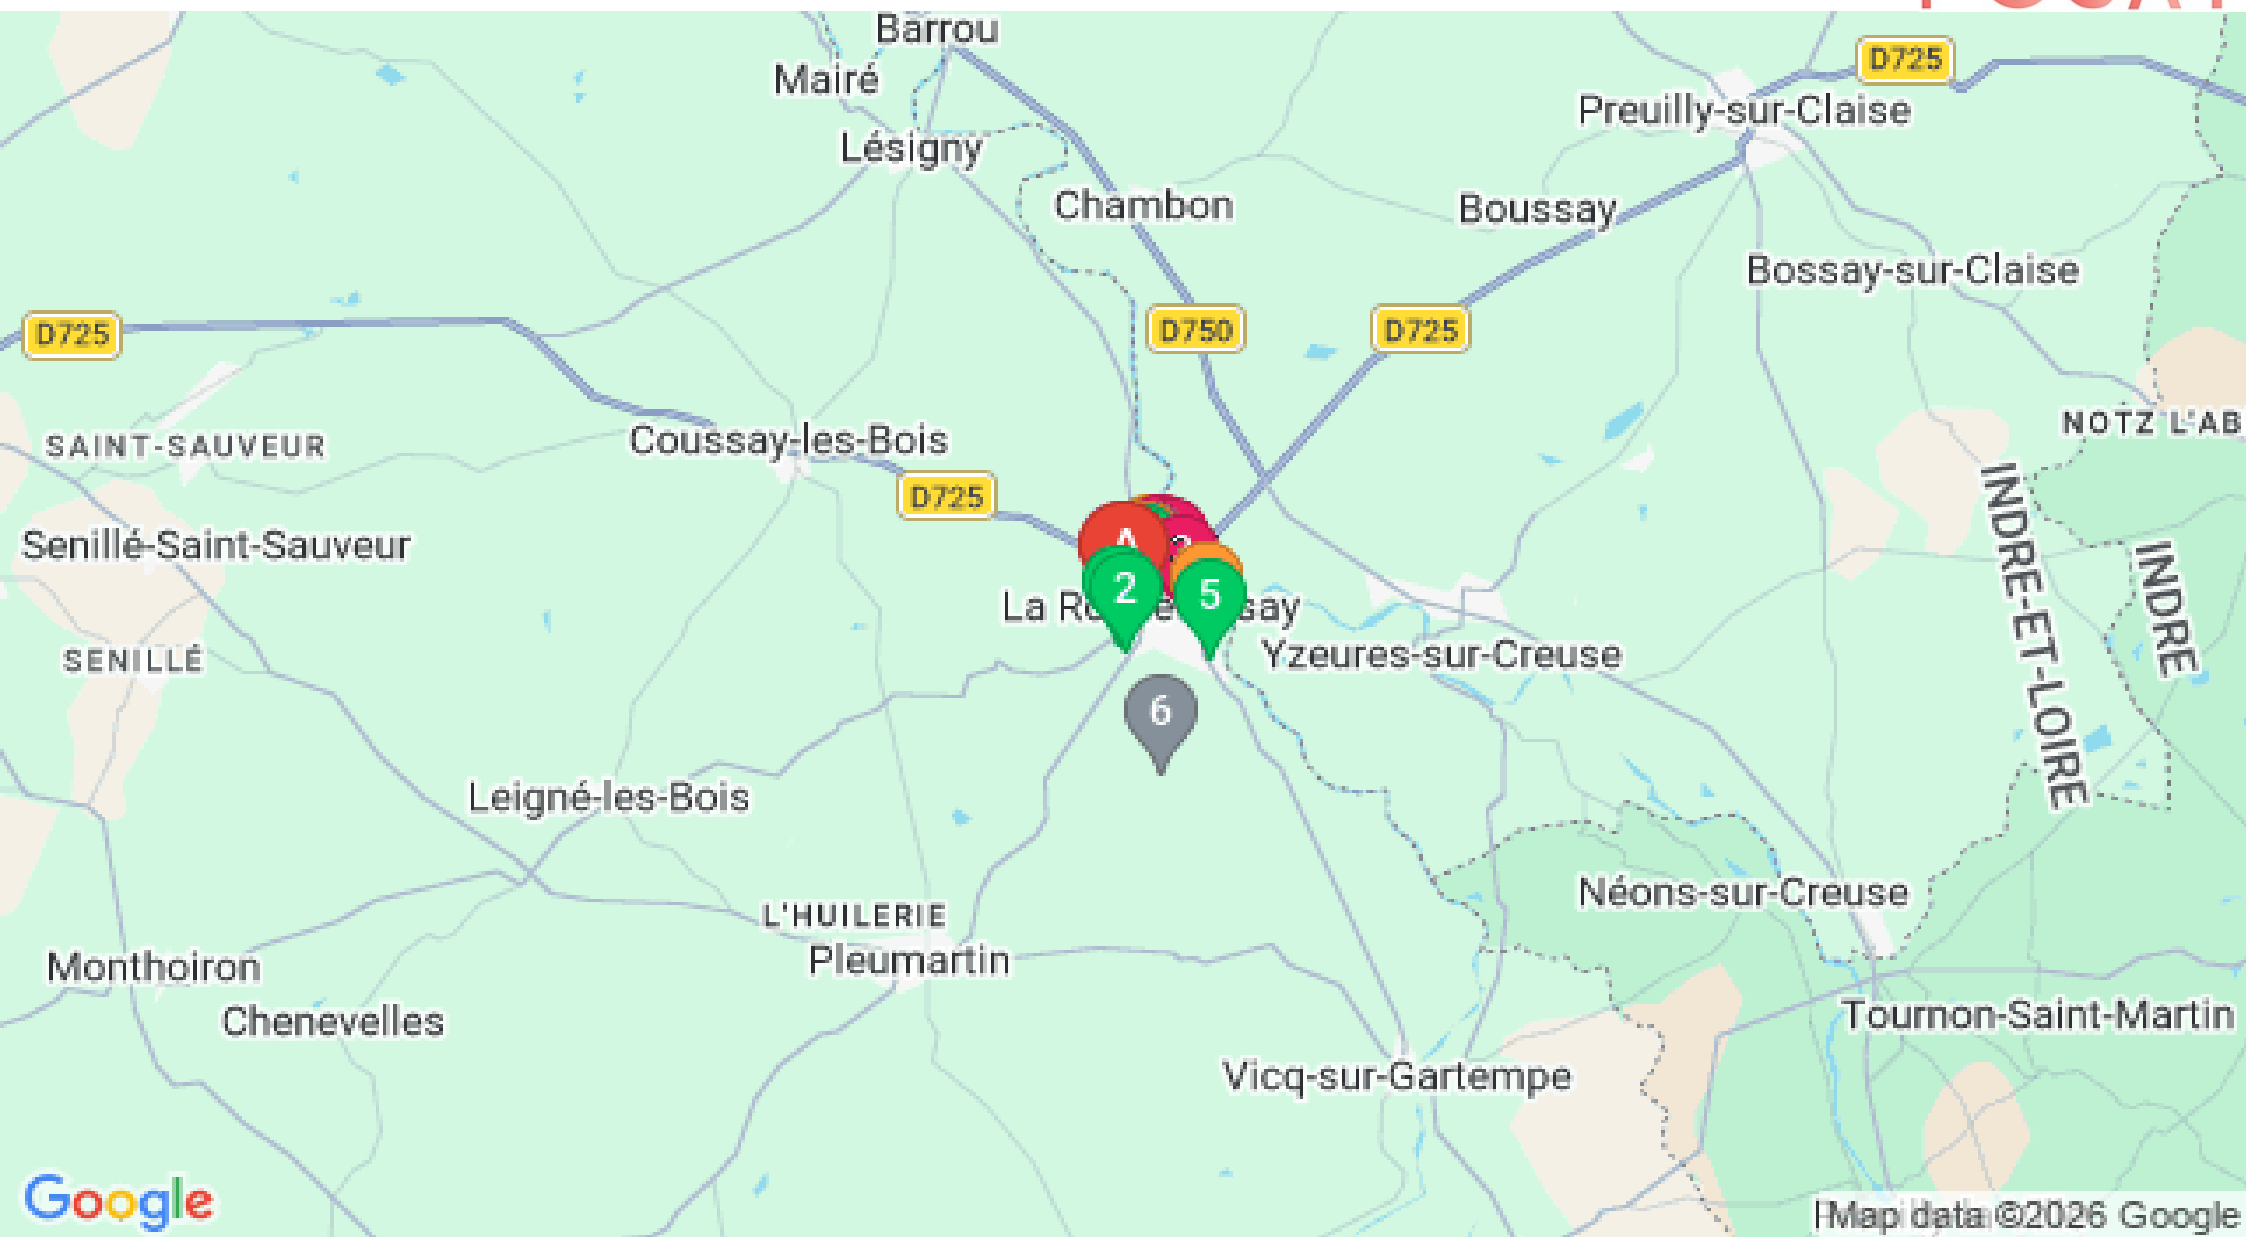 Barrou
Mairé
D725
Preuilly-sur-Claise
Lésigny
Chambon
Boussay
Bossay-sur-Claise
D725
D750
D725
NOTZ L'AB
SAINT-SAUVEUR
Coussay-les-Bois
D725
Senillé-Saint-Sauveur
A
2
5
La
say
INDRE-ET-LOIRE
INDRE
SENILLÉ
Yzeures-sur-Creuse
6
Leigné-les-Bois
Néons-sur-Creuse
L'HUILERIE
Pleumartin
Monthoiron
Chenevelles
Tournon-Saint-Martin
Vicq-sur-Gartempe
Google
Map data ©2026 Google